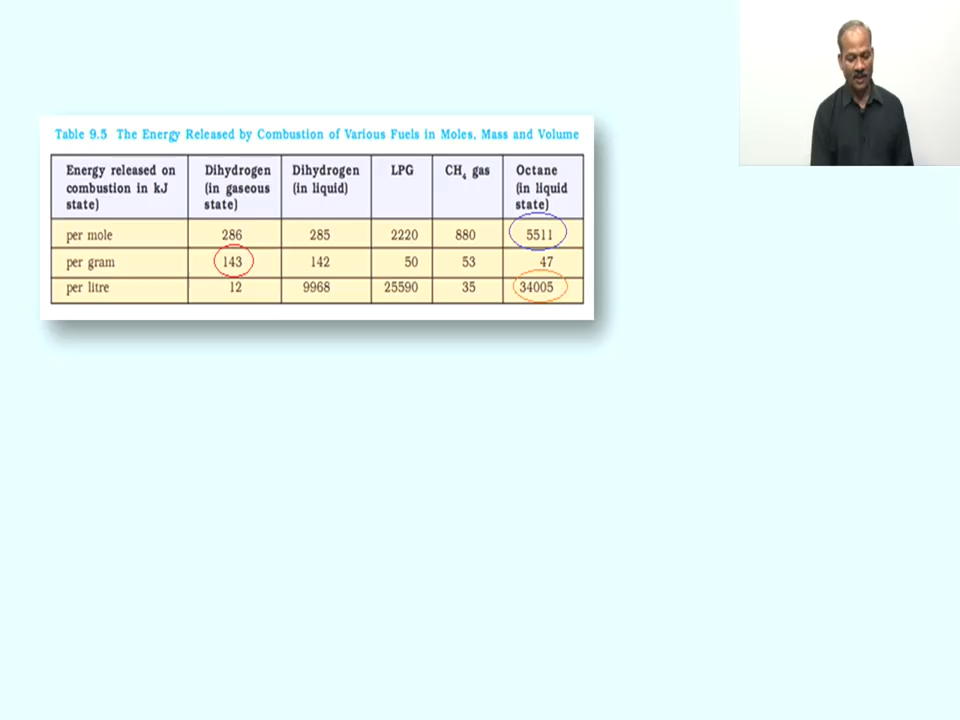 Table 9.5 The Energy Released by Combustion of Various Fuels in Moles, Mass and Volume
Energy released on combustion in kJ state) Dihydrogen (in gaseous state) Dihydrogen (in liquid) LPG CH₄ gas Octane (in liquid state)
per mole 286 285 2220 880 5511
per gram 143 142 50 53 47
per litre 12 9968 25590 35 34005